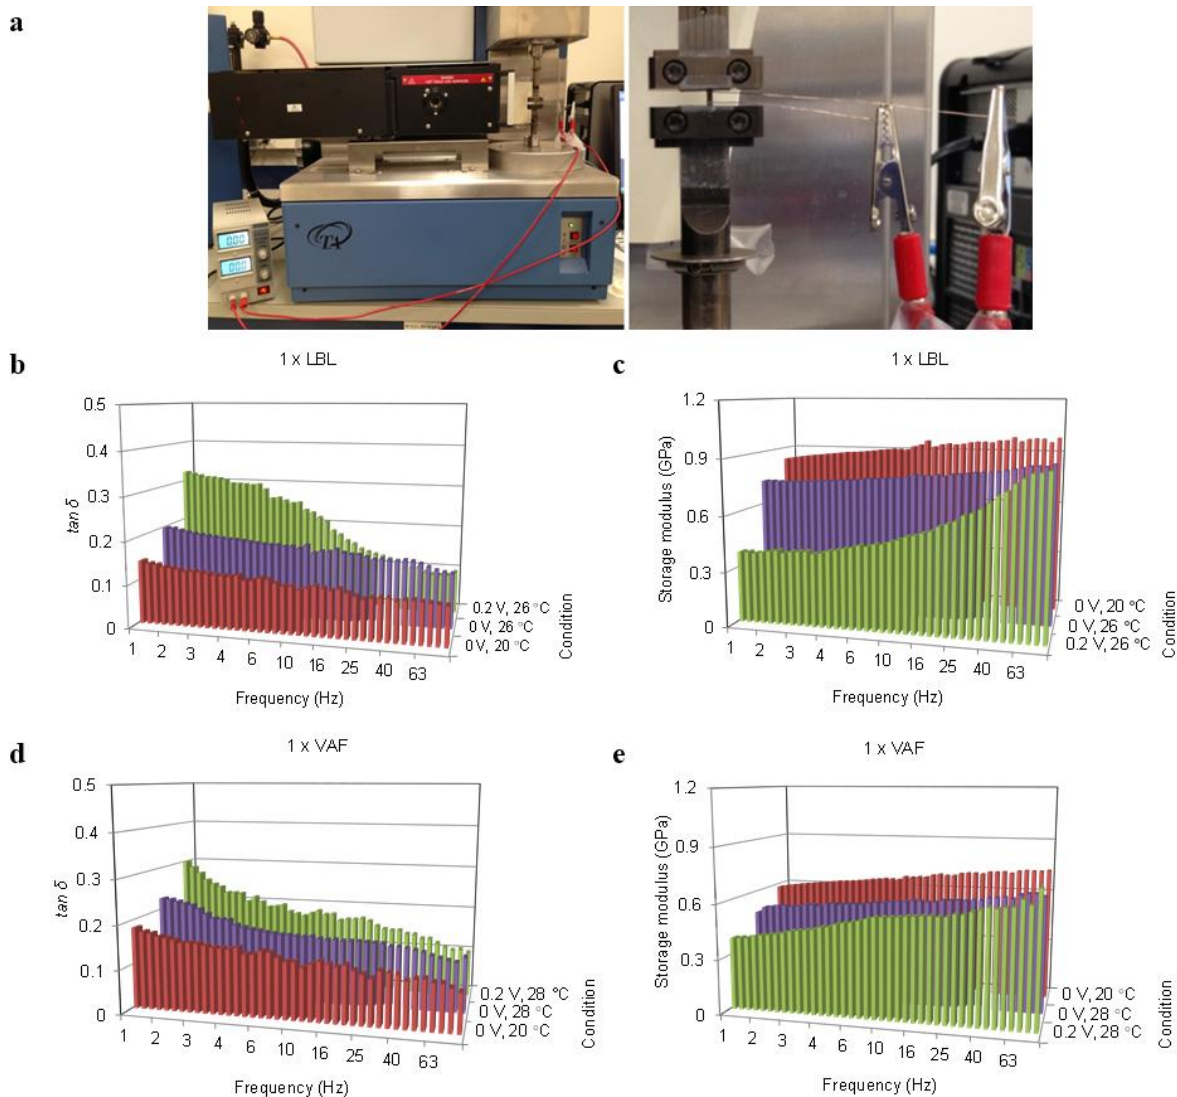 a
TA
b
1 x LBL
0.5
0.4
0.3
0.2
0.1
0
tan δ
1 2 3 4 6 10 16 25 40 63
Frequency (Hz)
0.2 V, 26 °C
0 V, 26 °C
0 V, 20 °C
Condition
c
1 x LBL
1.2
0.9
0.6
0.3
0
Storage modulus (GPa)
1 2 3 4 6 10 16 25 40 63
Frequency (Hz)
0 V, 20 °C
0 V, 26 °C
0.2 V, 26 °C
Condition
d
1 x VAF
0.5
0.4
0.3
0.2
0.1
0
tan δ
1 2 3 4 6 10 16 25 40 63
Frequency (Hz)
0.2 V, 28 °C
0 V, 28 °C
0 V, 20 °C
Condition
e
1 x VAF
1.2
0.9
0.6
0.3
0
Storage modulus (GPa)
1 2 3 4 6 10 16 25 40 63
Frequency (Hz)
0 V, 20 °C
0 V, 28 °C
0.2 V, 28 °C
Condition